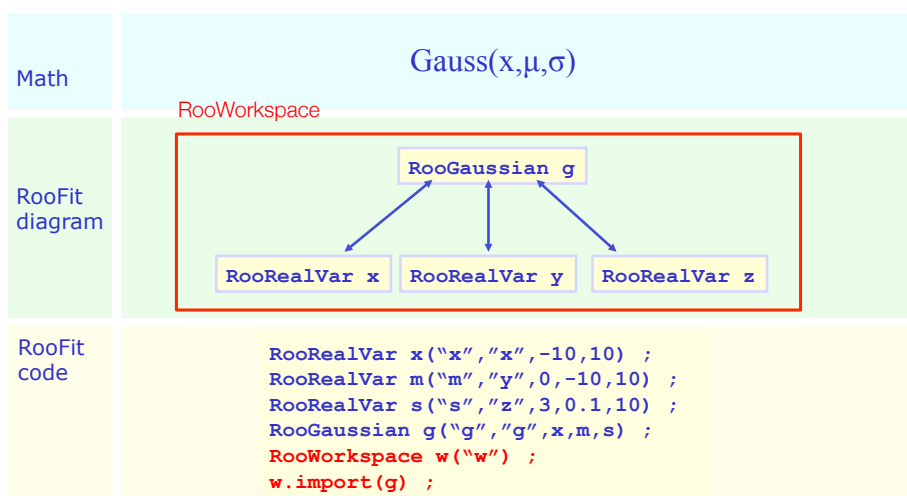 Math
Gauss(x,μ,σ)
RooWorkspace
RooFit
diagram
RooGaussian g
RooRealVar x
RooRealVar y
RooRealVar z
RooFit
code
RooRealVar x(“x”,”x”,-10,10) ;
RooRealVar m(“m”,”y”,0,-10,10) ;
RooRealVar s(“s”,”z”,3,0.1,10) ;
RooGaussian g(“g”,”g”,x,m,s) ;
RooWorkspace w(“w”) ;
w.import(g) ;